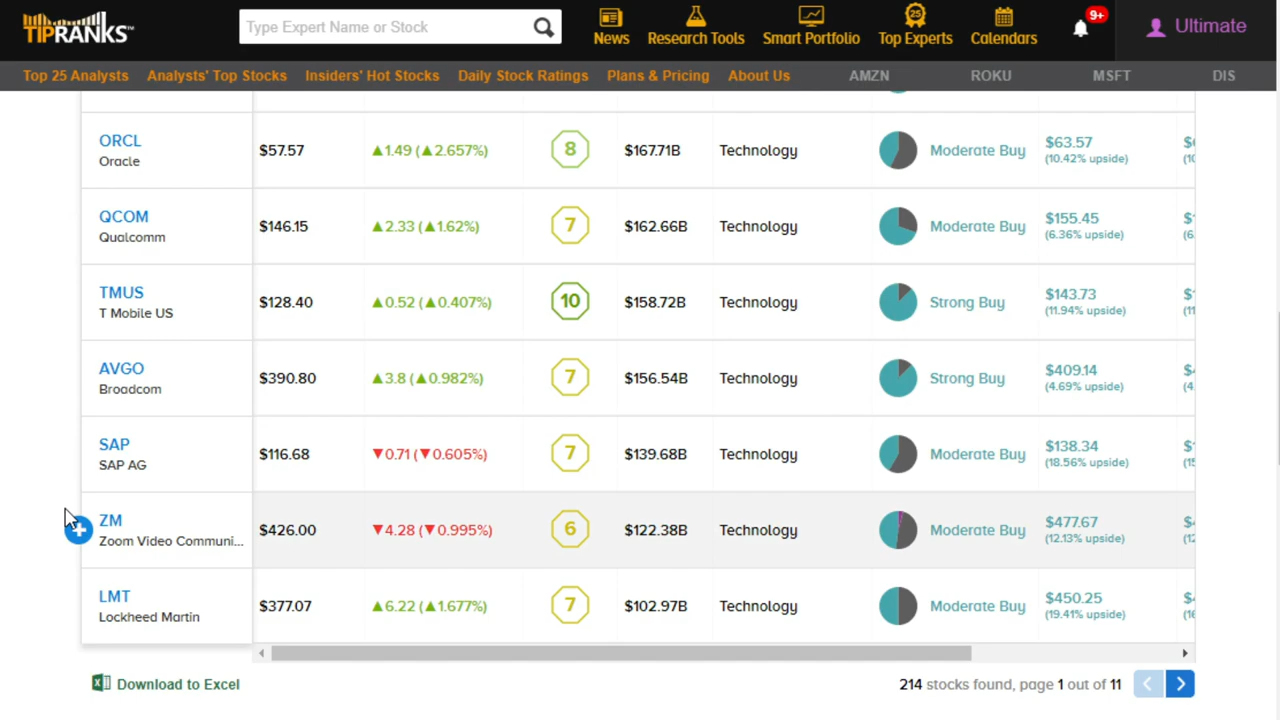 TIPRANKS
Type Expert Name or Stock
News
Research Tools
Smart Portfolio
25
Top Experts
Calendars
9+
Ultimate
Top 25 Analysts
Analysts' Top Stocks
Insiders' Hot Stocks
Daily Stock Ratings
Plans & Pricing
About Us
AMZN
ROKU
MSFT
DIS
ORCL
Oracle
$57.57
▲1.49 (▲2.657%)
8
$167.71B
Technology
Moderate Buy
$63.57
(10.42% upside)
QCOM
Qualcomm
$146.15
▲2.33 (▲1.62%)
7
$162.66B
Technology
Moderate Buy
$155.45
(6.36% upside)
TMUS
T Mobile US
$128.40
▲0.52 (▲0.407%)
10
$158.72B
Technology
Strong Buy
$143.73
(11.94% upside)
AVGO
Broadcom
$390.80
▲3.8 (▲0.982%)
7
$156.54B
Technology
Strong Buy
$409.14
(4.69% upside)
SAP
SAP AG
$116.68
▼0.71 (▼0.605%)
7
$139.68B
Technology
Moderate Buy
$138.34
(18.56% upside)
ZM
Zoom Video Communi...
$426.00
▼4.28 (▼0.995%)
6
$122.38B
Technology
Moderate Buy
$477.67
(12.13% upside)
LMT
Lockheed Martin
$377.07
▲6.22 (▲1.677%)
7
$102.97B
Technology
Moderate Buy
$450.25
(19.41% upside)
Download to Excel
214 stocks found, page 1 out of 11